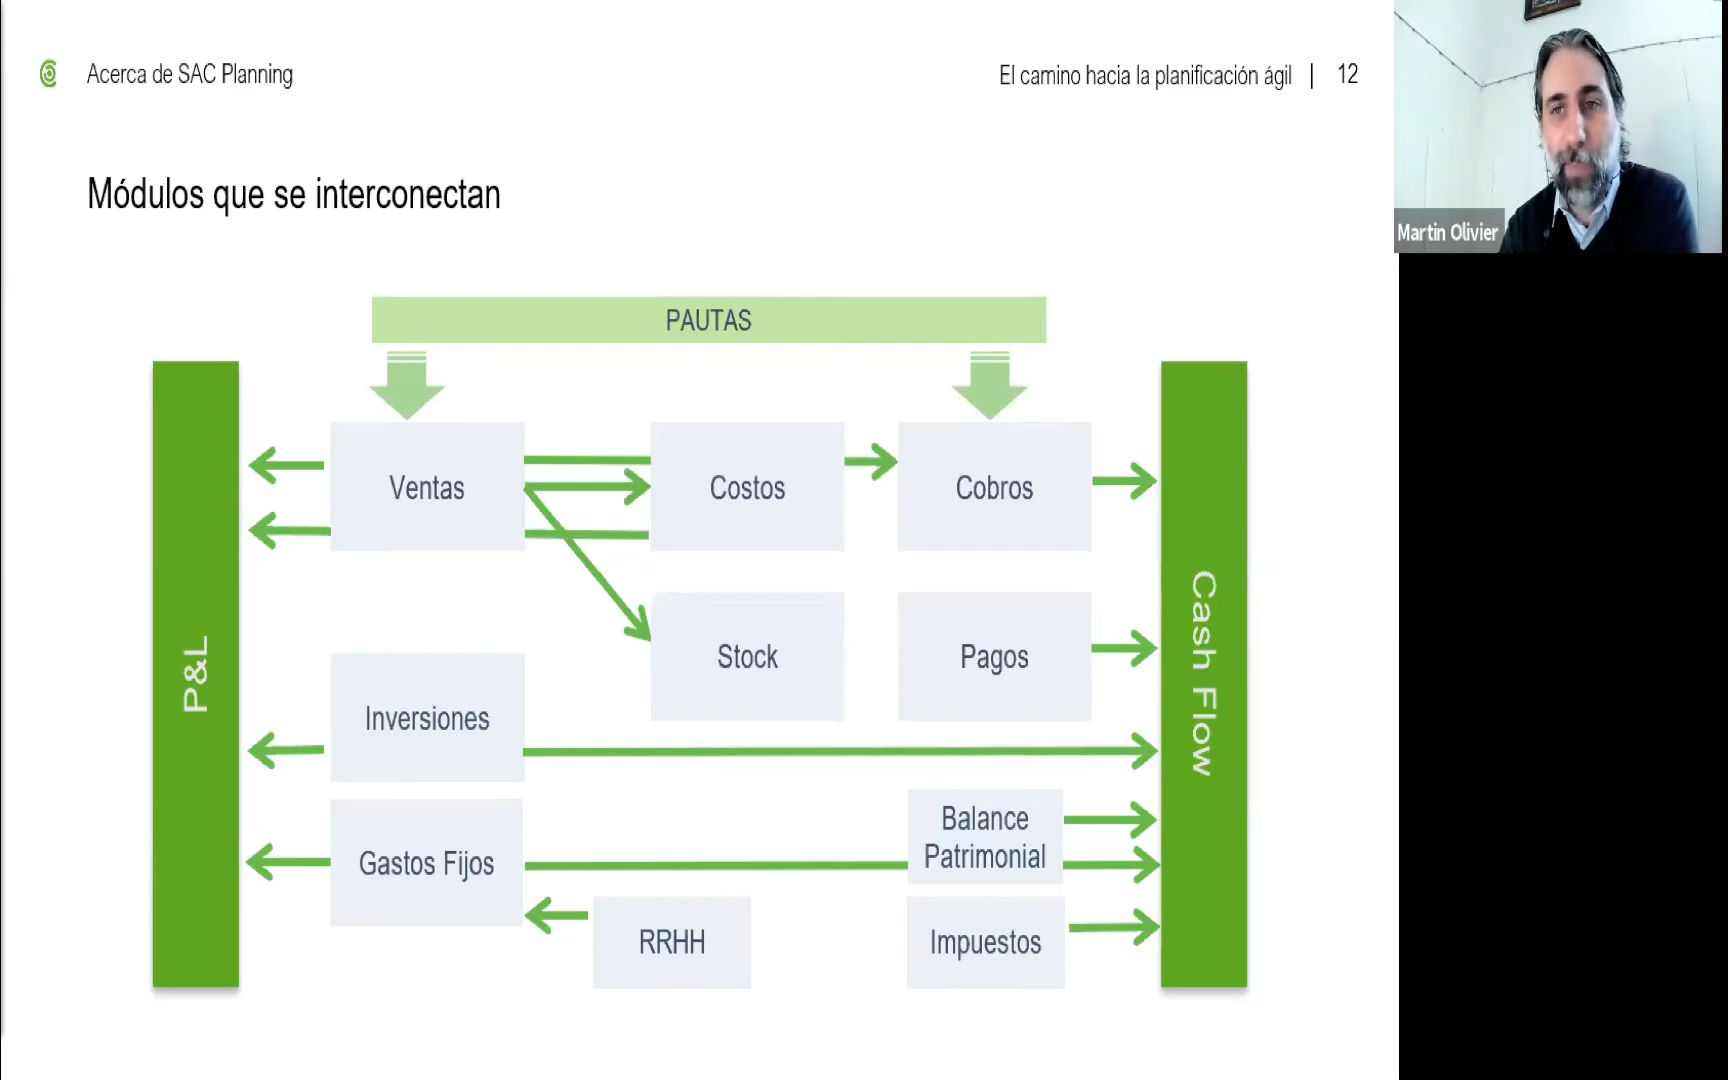 Acerca de SAC Planning
El camino hacia la planificación ágil | 12
Martin Olivier
Módulos que se interconectan
PAUTAS
Ventas
Costos
Cobros
P&L
Cash Flow
Stock
Pagos
Inversiones
Balance
Patrimonial
Gastos Fijos
RRHH
Impuestos